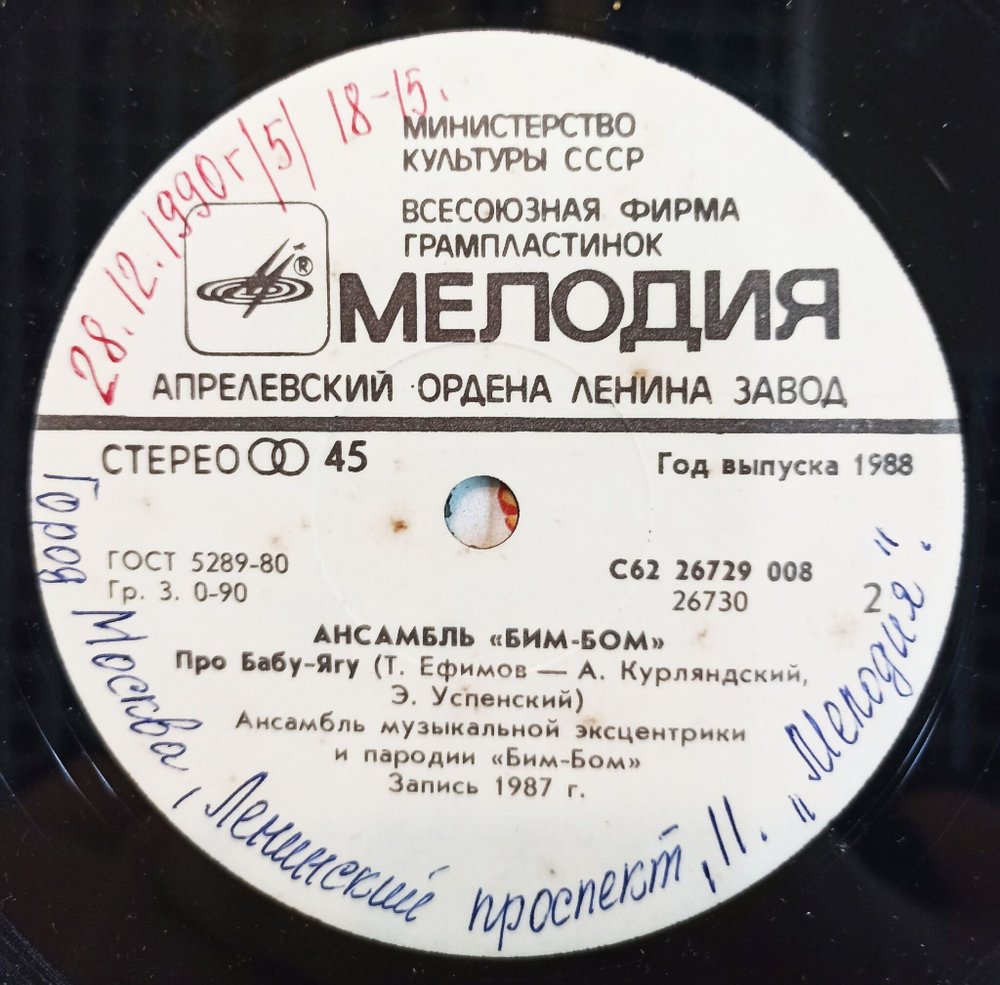 28.12.1990г /5/ 18-15.
МИНИСТЕРСТВО
КУЛЬТУРЫ СССР
ВСЕСОЮЗНАЯ ФИРМА
ГРАМПЛАСТИНОК
®
МЕЛОДИЯ
АПРЕЛЕВСКИЙ ОРДЕНА ЛЕНИНА ЗАВОД
СТЕРЕО 45
Год выпуска 1988
ГОСТ 5289-80
Гр. 3. 0-90
С62 26729 008
26730
2
АНСАМБЛЬ «БИМ-БОМ»
Про Бабу-Ягу (Т. Ефимов — А. Курляндский,
Э. Успенский)
Ансамбль музыкальной эксцентрики
и пародии «Бим-Бом»
Запись 1987 г.
Город Москва, Ленинский проспект, 11. „Мелодия".